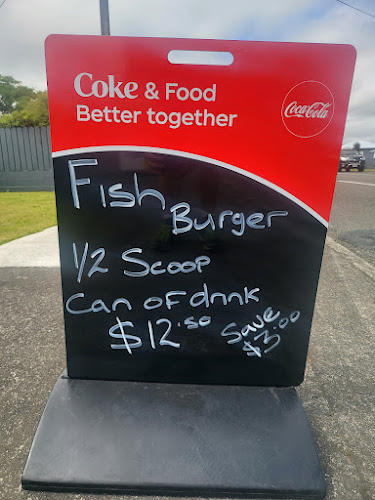 Coke & Food
Better together
Coca-Cola
Fish
Burger
1/2 Scoop
Can of drink
$12.50
Save
$3.00